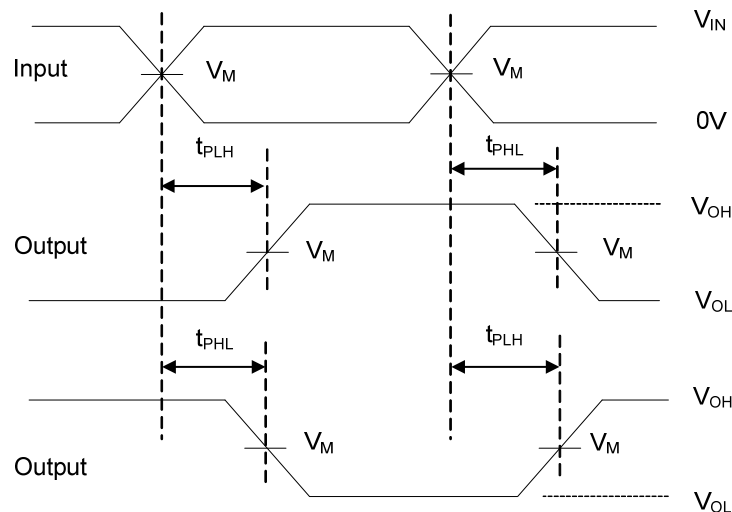 V_IN
Input V_M V_M
0V
t_PLH t_PHL
V_OH
Output V_M V_M
V_OL
t_PHL t_PLH
V_OH
V_M V_M
Output
V_OL